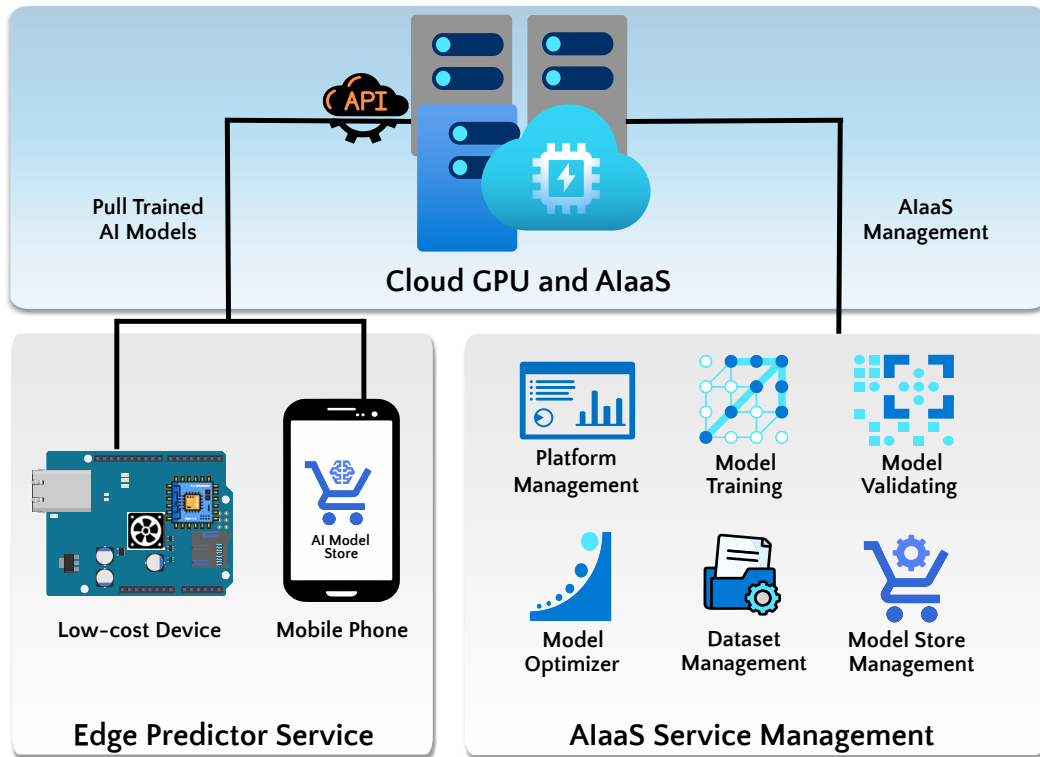 API
Pull Trained
AI Models
AIaaS
Management
Cloud GPU and AIaaS
AI Model
Store
Low-cost Device
Mobile Phone
Edge Predictor Service
Platform
Management
Model
Training
Model
Validating
Model
Optimizer
Dataset
Management
Model Store
Management
AIaaS Service Management